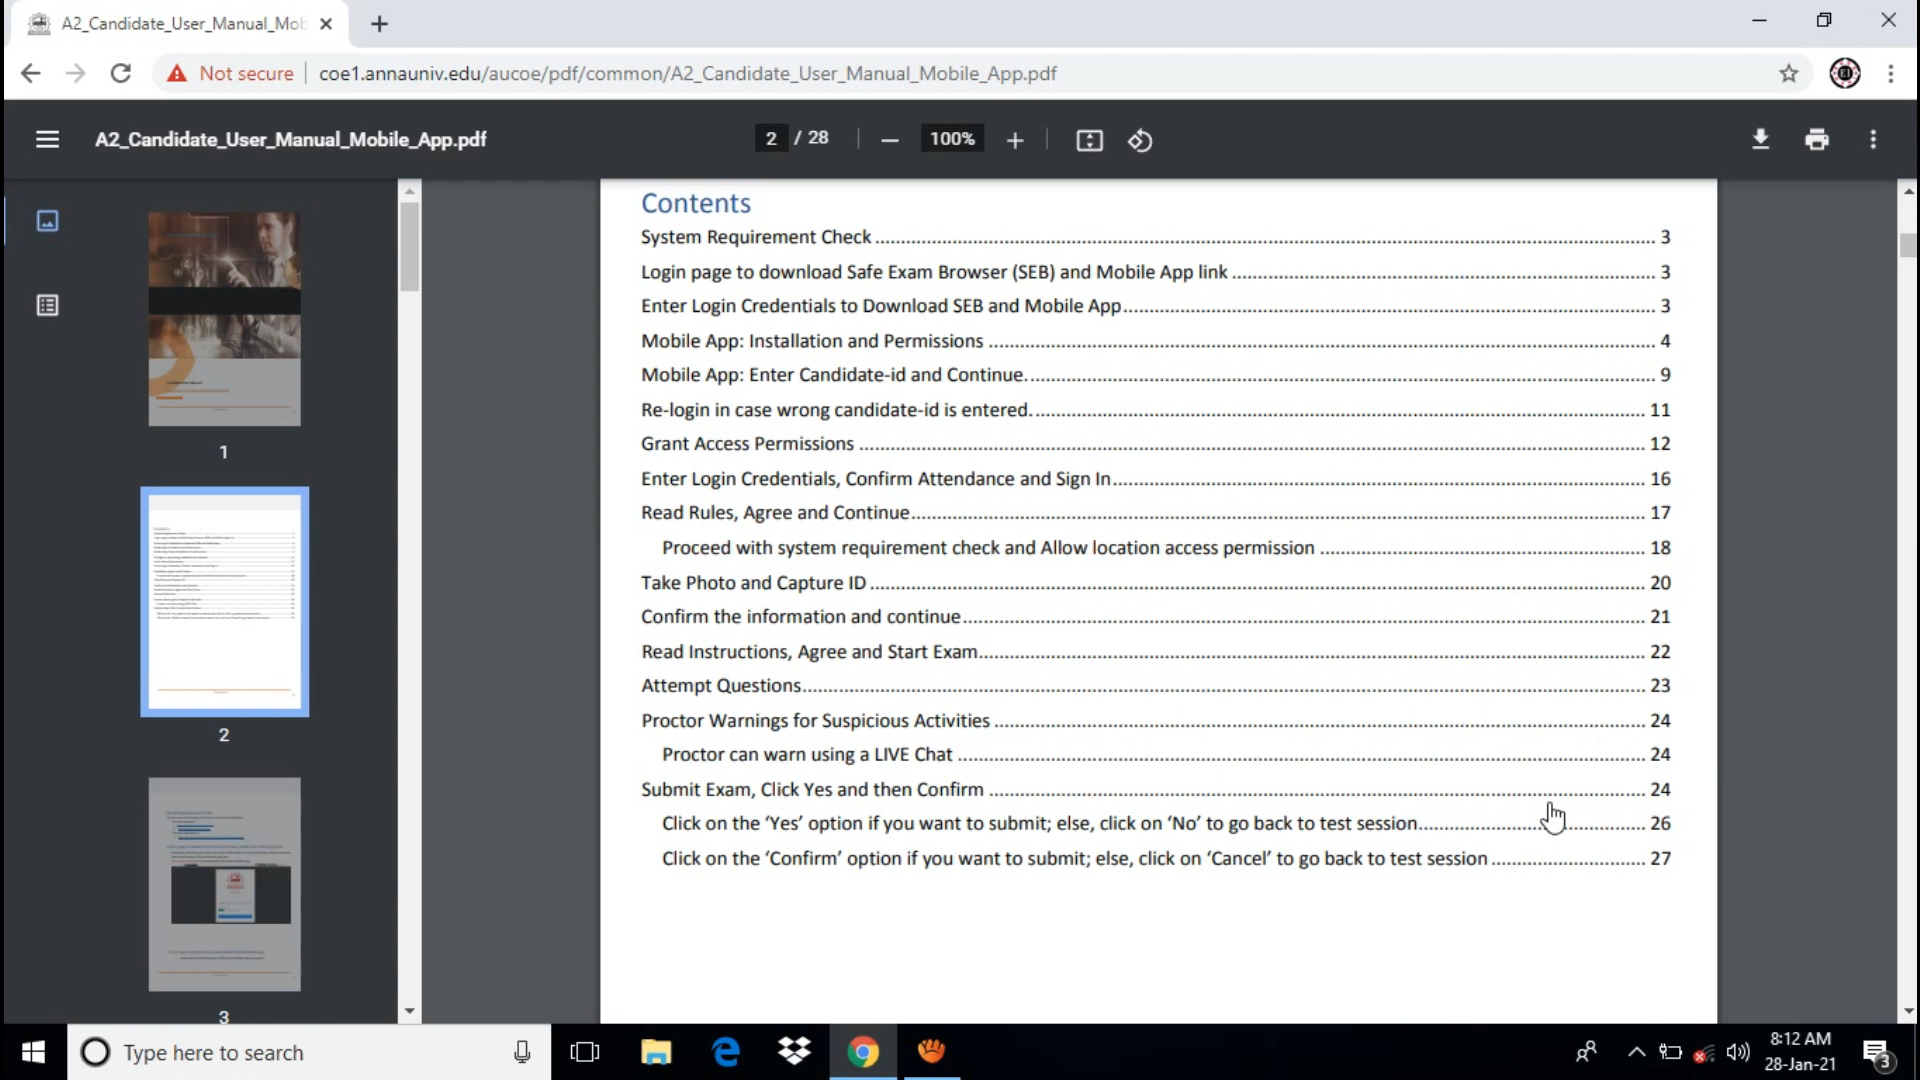 A2_Candidate_User_Manual_Mob
Not secure
coe1.annauniv.edu/aucoe/pdf/common/A2_Candidate_User_Manual_Mobile_App.pdf
A2_Candidate_User_Manual_Mobile_App.pdf
2 / 28
100%
Contents
System Requirement Check 3
Login page to download Safe Exam Browser (SEB) and Mobile App link 3
Enter Login Credentials to Download SEB and Mobile App 3
Mobile App: Installation and Permissions 4
Mobile App: Enter Candidate-id and Continue. 9
Re-login in case wrong candidate-id is entered. 11
Grant Access Permissions 12
Enter Login Credentials, Confirm Attendance and Sign In 16
Read Rules, Agree and Continue 17
Proceed with system requirement check and Allow location access permission 18
Take Photo and Capture ID 20
Confirm the information and continue 21
Read Instructions, Agree and Start Exam 22
Attempt Questions 23
Proctor Warnings for Suspicious Activities 24
Proctor can warn using a LIVE Chat 24
Submit Exam, Click Yes and then Confirm 24
Click on the ‘Yes’ option if you want to submit; else, click on ‘No’ to go back to test session 26
Click on the ‘Confirm’ option if you want to submit; else, click on ‘Cancel’ to go back to test session 27
1
2
3
Type here to search
8:12 AM
28-Jan-21
3